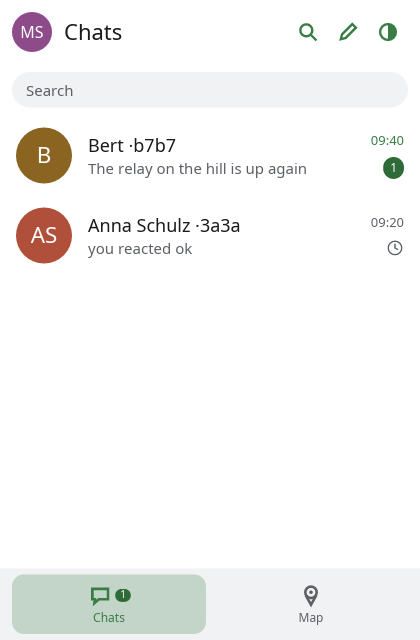 MS Chats
Search
B
Bert ·b7b7
09:40
The relay on the hill is up again
1
AS
Anna Schulz ·3a3a
09:20
you reacted ok
1
Chats
Map